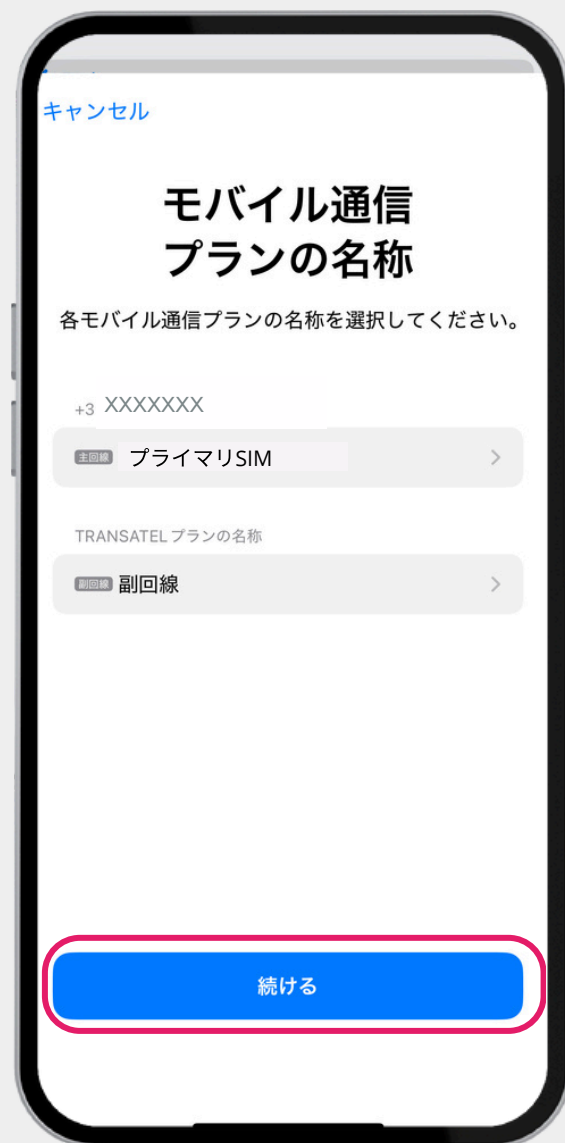 キャンセル
モバイル通信
プランの名称
各モバイル通信プランの名称を選択してください。
+3 XXXXXXX
主回線 プライマリSIM
TRANSATEL プランの名称
副回線 副回線
続ける